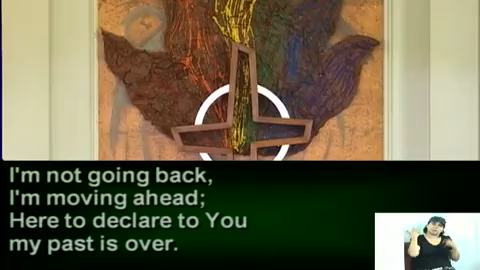 I'm not going back,
I'm moving ahead;
Here to declare to You
my past is over.